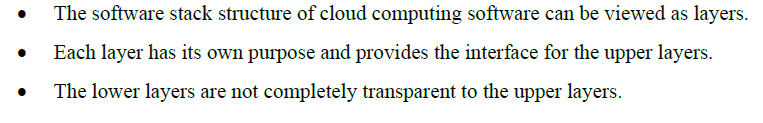 • The software stack structure of cloud computing software can be viewed as layers.
• Each layer has its own purpose and provides the interface for the upper layers.
• The lower layers are not completely transparent to the upper layers.